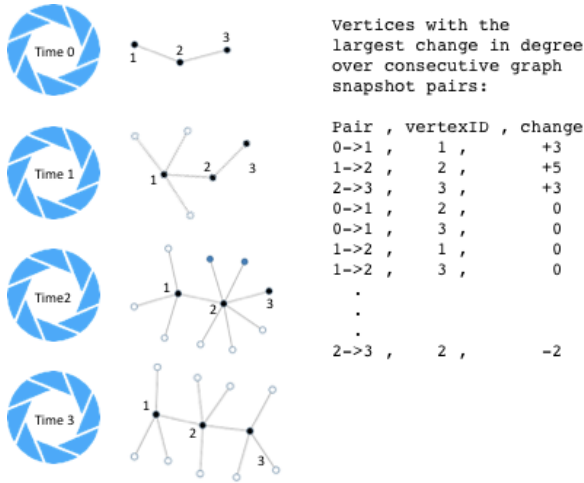 Time 0
1
2
3
Time 1
1
2
3
Time2
1
2
3
Time 3
1
2
3
Vertices with the
largest change in degree
over consecutive graph
snapshot pairs:
Pair , vertexID , change
0->1 , 1 , +3
1->2 , 2 , +5
2->3 , 3 , +3
0->1 , 2 , 0
0->1 , 3 , 0
1->2 , 1 , 0
1->2 , 3 , 0
.
.
.
2->3 , 2 , -2